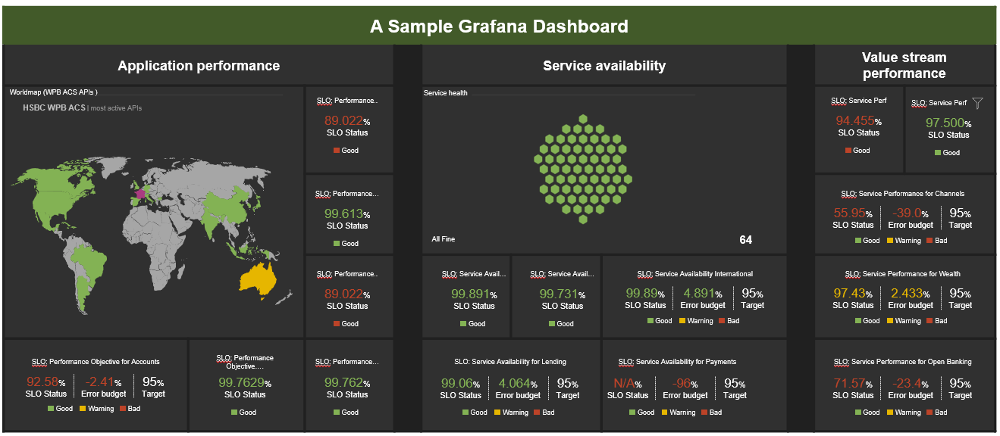 A Sample Grafana Dashboard
Application performance
Worldmap (WPB ACS APIs )
HSBC WPB ACS | most active APIs
SLO; Performance..
89.022%
SLO Status
Good
SLO; Performance...
99.613%
SLO Status
Good
SLO; Performance..
89.022%
SLO Status
Good
SLO; Performance Objective for Accounts
92.58% -2.41% 95%
SLO Status Error budget Target
Good Warning Bad
SLO; Performance
Objective....
99.7629%
SLO Status
Good
SLO; Performance...
99.762%
SLO Status
Good
Service availability
Service health
All Fine 64
SLO; Service Avail...
99.891%
SLO Status
Good
SLO; Service Avail...
99.731%
SLO Status
Good
SLO; Service Availability International
99.89% 4.891% 95%
SLO Status Error budget Target
Good Warning Bad
SLO; Service Availability for Lending
99.06% 4.064% 95%
SLO Status Error budget Target
Good Warning Bad
SLO; Service Availability for Payments
N/A% -96% 95%
SLO Status Error budget Target
Good Warning Bad
Value stream
performance
SLO; Service Perf
94.455%
SLO Status
Good
SLO; Service Perf
97.500%
SLO Status
Good
SLO; Service Performance for Channels
55.95% -39.0% 95%
SLO Status Error budget Target
Good Warning Bad
SLO; Service Performance for Wealth
97.43% 2.433% 95%
SLO Status Error budget Target
Good Warning Bad
SLO; Service Performance for Open Banking
71.57% -23.4% 95%
SLO Status Error budget Target
Good Warning Bad